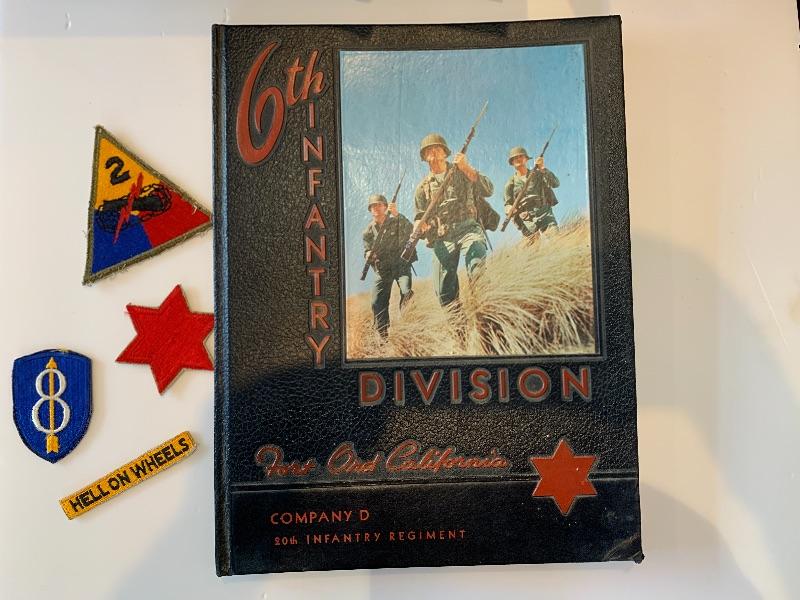 6th
INFANTRY
DIVISION
Fort Ord California
COMPANY D
20th INFANTRY REGIMENT
2
8
HELL ON WHEELS